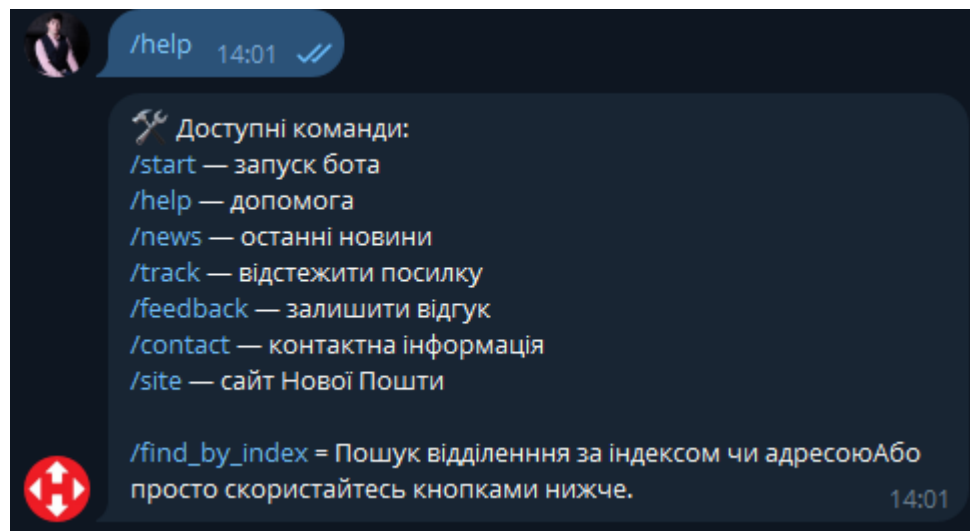 /help 14:01
🛠 Доступні команди:
/start — запуск бота
/help — допомога
/news — останні новини
/track — відстежити посилку
/feedback — залишити відгук
/contact — контактна інформація
/site — сайт Нової Пошти
/find_by_index = Пошук відділенння за індексом чи адресоюАбо
просто скористайтесь кнопками нижче. 14:01